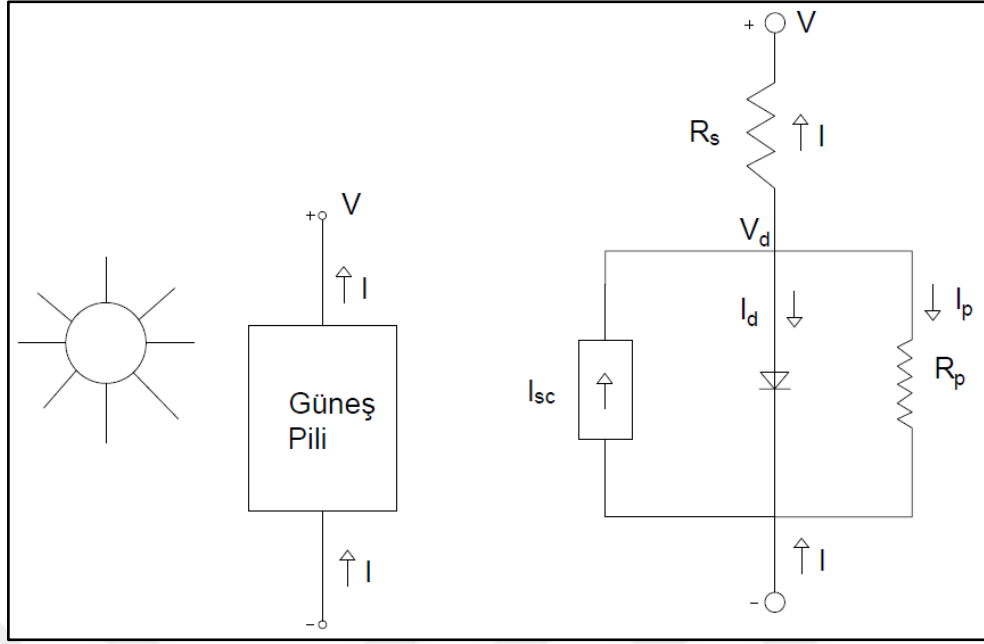 + V
I
Güneş
Pili
I
-
+ V
Rs
I
Vd
Id
Ip
Isc
Rp
I
-